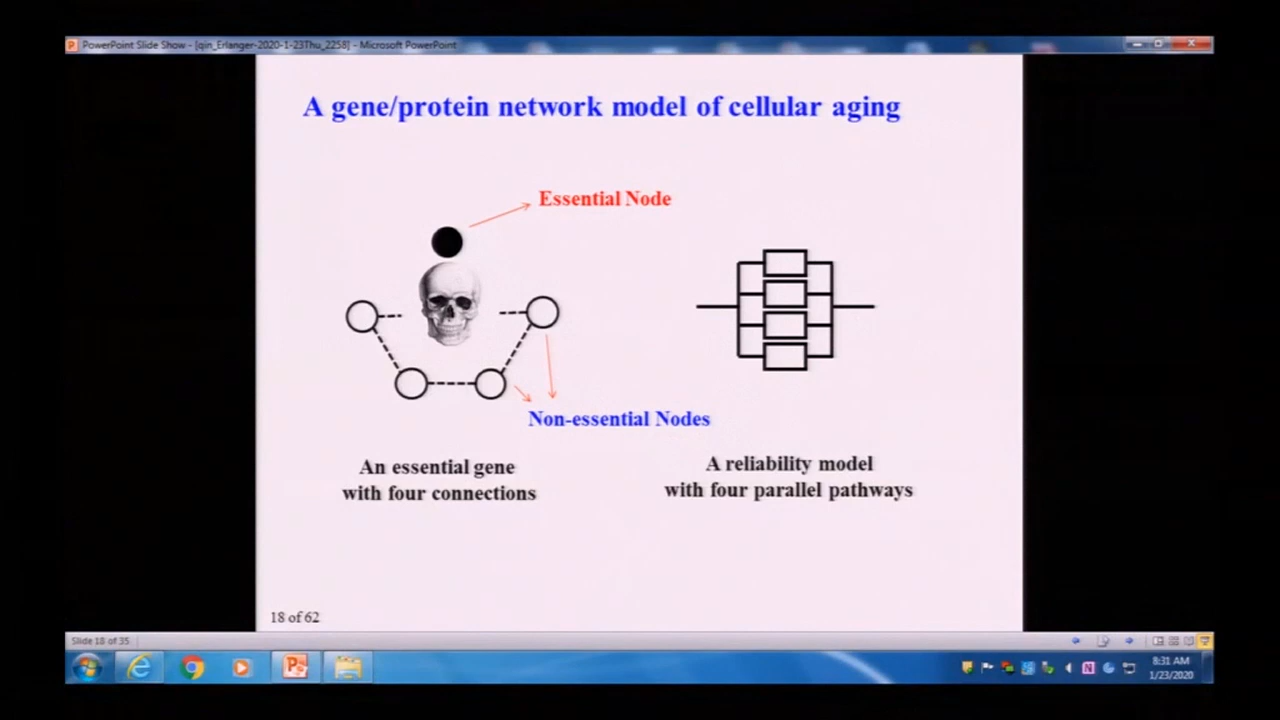 PowerPoint Slide Show - [qin_Erlanger-2020-1-23Thu_2258] - Microsoft PowerPoint
A gene/protein network model of cellular aging
Essential Node
Non-essential Nodes
An essential gene
with four connections
A reliability model
with four parallel pathways
18 of 62
Slide 18 of 35
8:31 AM
1/23/2020